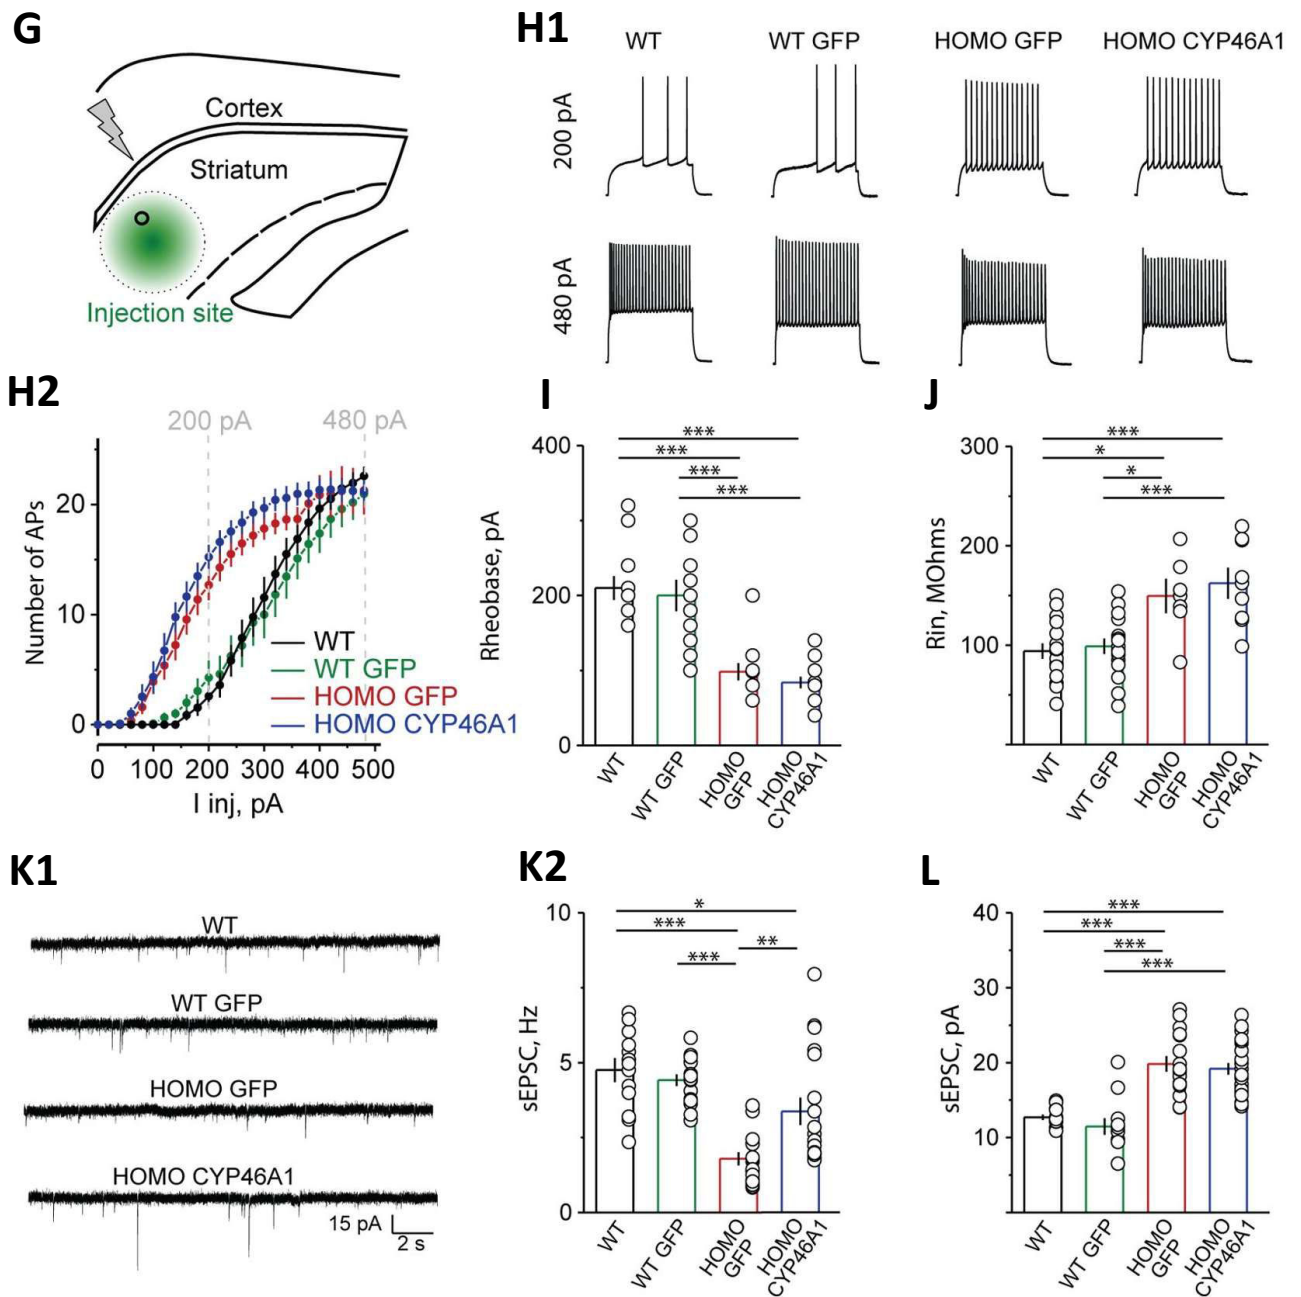 G
Cortex
Striatum
Injection site
H1
WT
WT GFP
HOMO GFP
HOMO CYP46A1
200 pA
480 pA
H2
200 pA
480 pA
Number of APs
20
10
0
WT
WT GFP
HOMO GFP
HOMO CYP46A1
0 100 200 300 400 500
I inj, pA
I
Rheobase, pA
400
200
0
***
***
***
***
WT
WT GFP
HOMO
GFP
HOMO
CYP46A1
J
Rin, MOhms
300
200
100
***
*
*
***
WT
WT GFP
HOMO
GFP
HOMO
CYP46A1
K1
WT
WT GFP
HOMO GFP
HOMO CYP46A1
15 pA
2 s
K2
sEPSC, Hz
10
5
0
*
***
**
***
WT
WT GFP
HOMO
GFP
HOMO
CYP46A1
L
sEPSC, pA
40
30
20
10
***
***
***
***
WT
WT GFP
HOMO
GFP
HOMO
CYP46A1